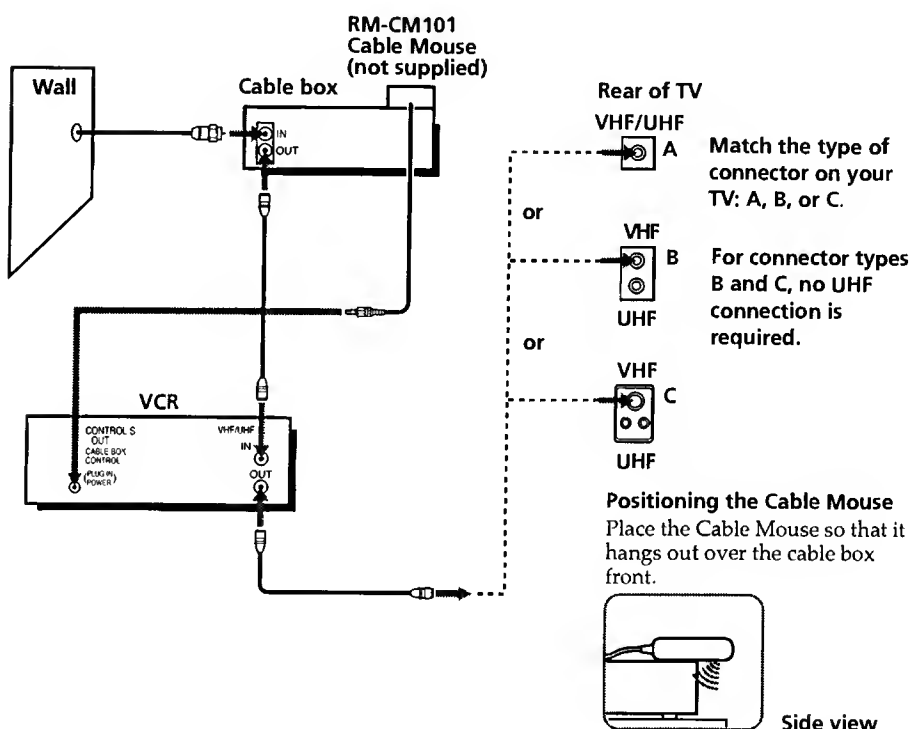 RM-CM101
Cable Mouse
(not supplied)
Wall
Cable box
IN
OUT
Rear of TV
VHF/UHF
A
Match the type of
connector on your
TV: A, B, or C.
or
VHF
B
UHF
For connector types
B and C, no UHF
connection is
required.
or
VHF
C
UHF
VCR
CONTROL S
OUT
CABLE BOX
CONTROL
(PLUG IN
POWER)
VHF/UHF
IN
OUT
Positioning the Cable Mouse
Place the Cable Mouse so that it
hangs out over the cable box
front.
Side view